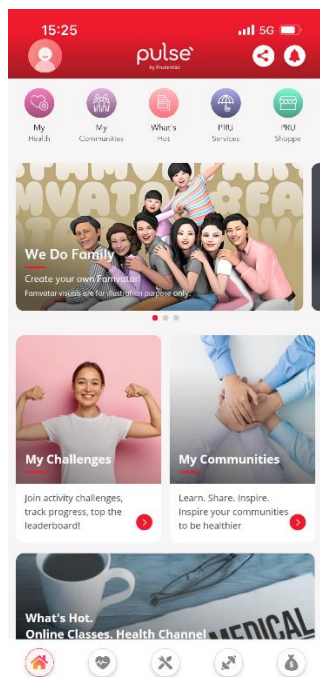 15:25
5G
pulse
by Prudential
My
Health
My
Communities
What's
Hot
PRU
Services
PRU
Shoppe
We Do Family
Create your own Famvatar!
Famvatar visuals are for illustration purpose only.
My Challenges
Join activity challenges,
track progress, top the
leaderboard!
My Communities
Learn. Share. Inspire.
Inspire your communities
to be healthier
What's Hot.
Online Classes. Health Channel
MEDICAL